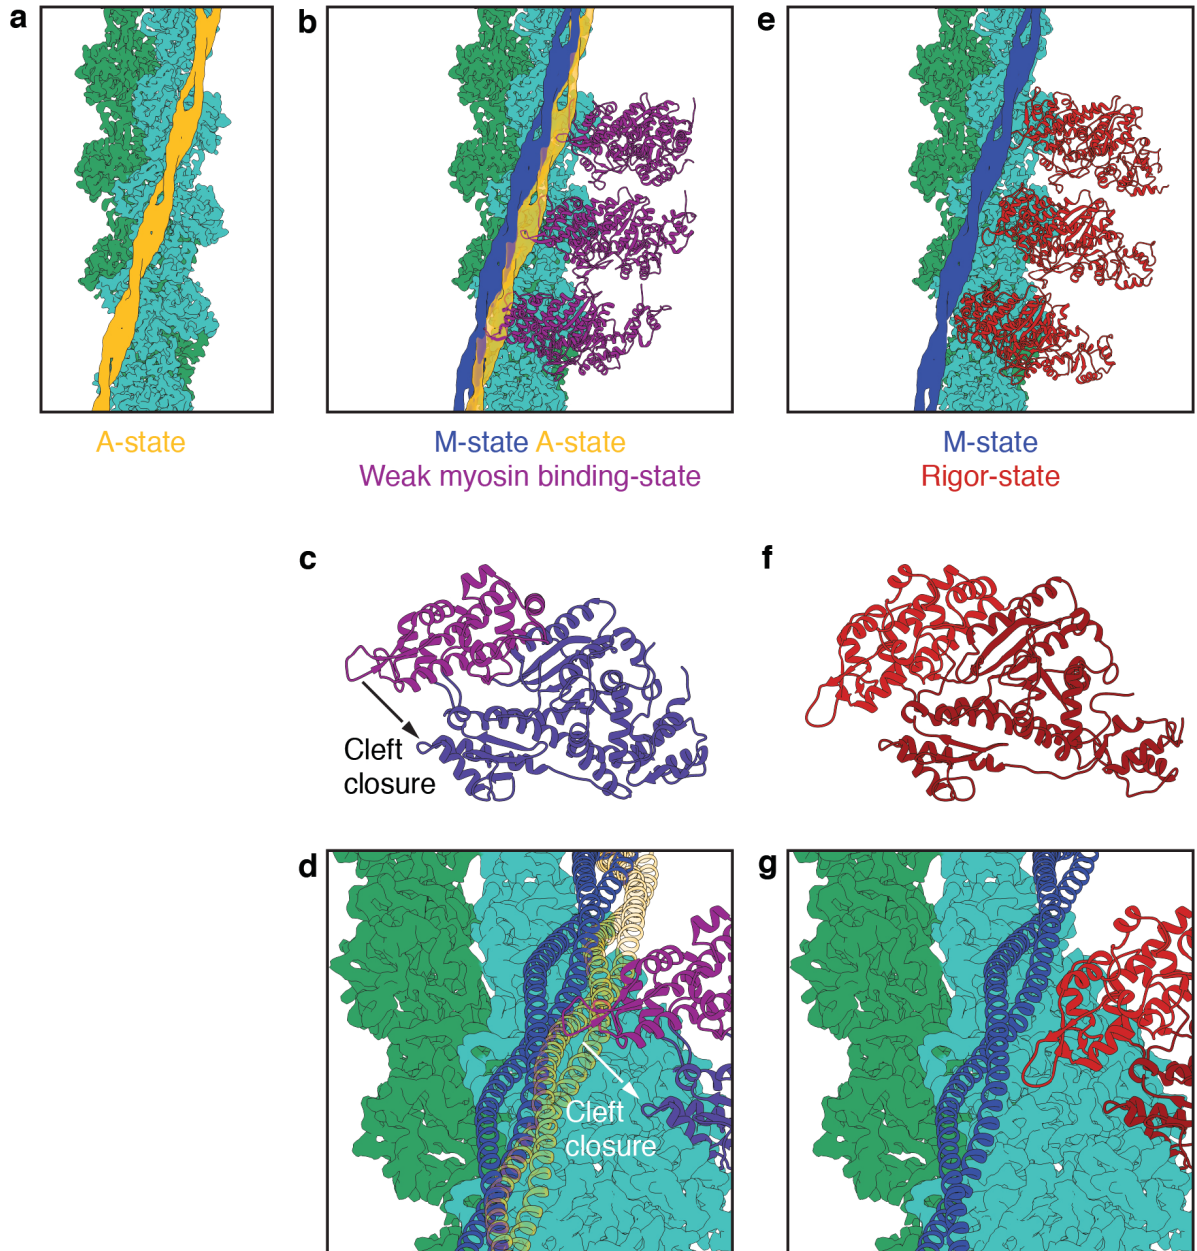 a
b
e
A-state
M-state A-state
Weak myosin binding-state
M-state
Rigor-state
c
f
Cleft
closure
d
g
Cleft
closure